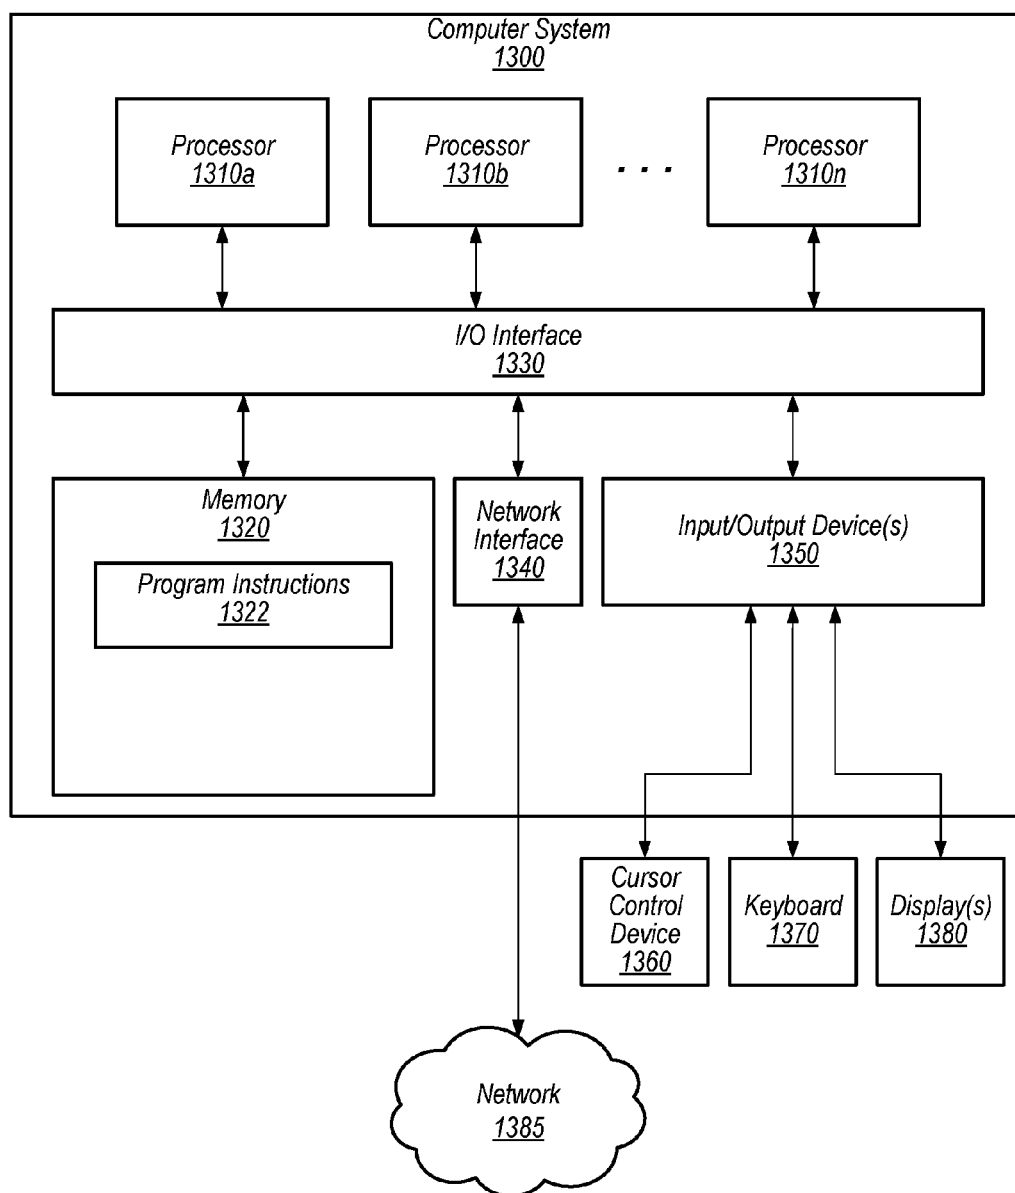 Computer System
1300
Processor
1310a
Processor
1310b
. . .
Processor
1310n
I/O Interface
1330
Memory
1320
Program Instructions
1322
Network
Interface
1340
Input/Output Device(s)
1350
Cursor
Control
Device
1360
Keyboard
1370
Display(s)
1380
Network
1385